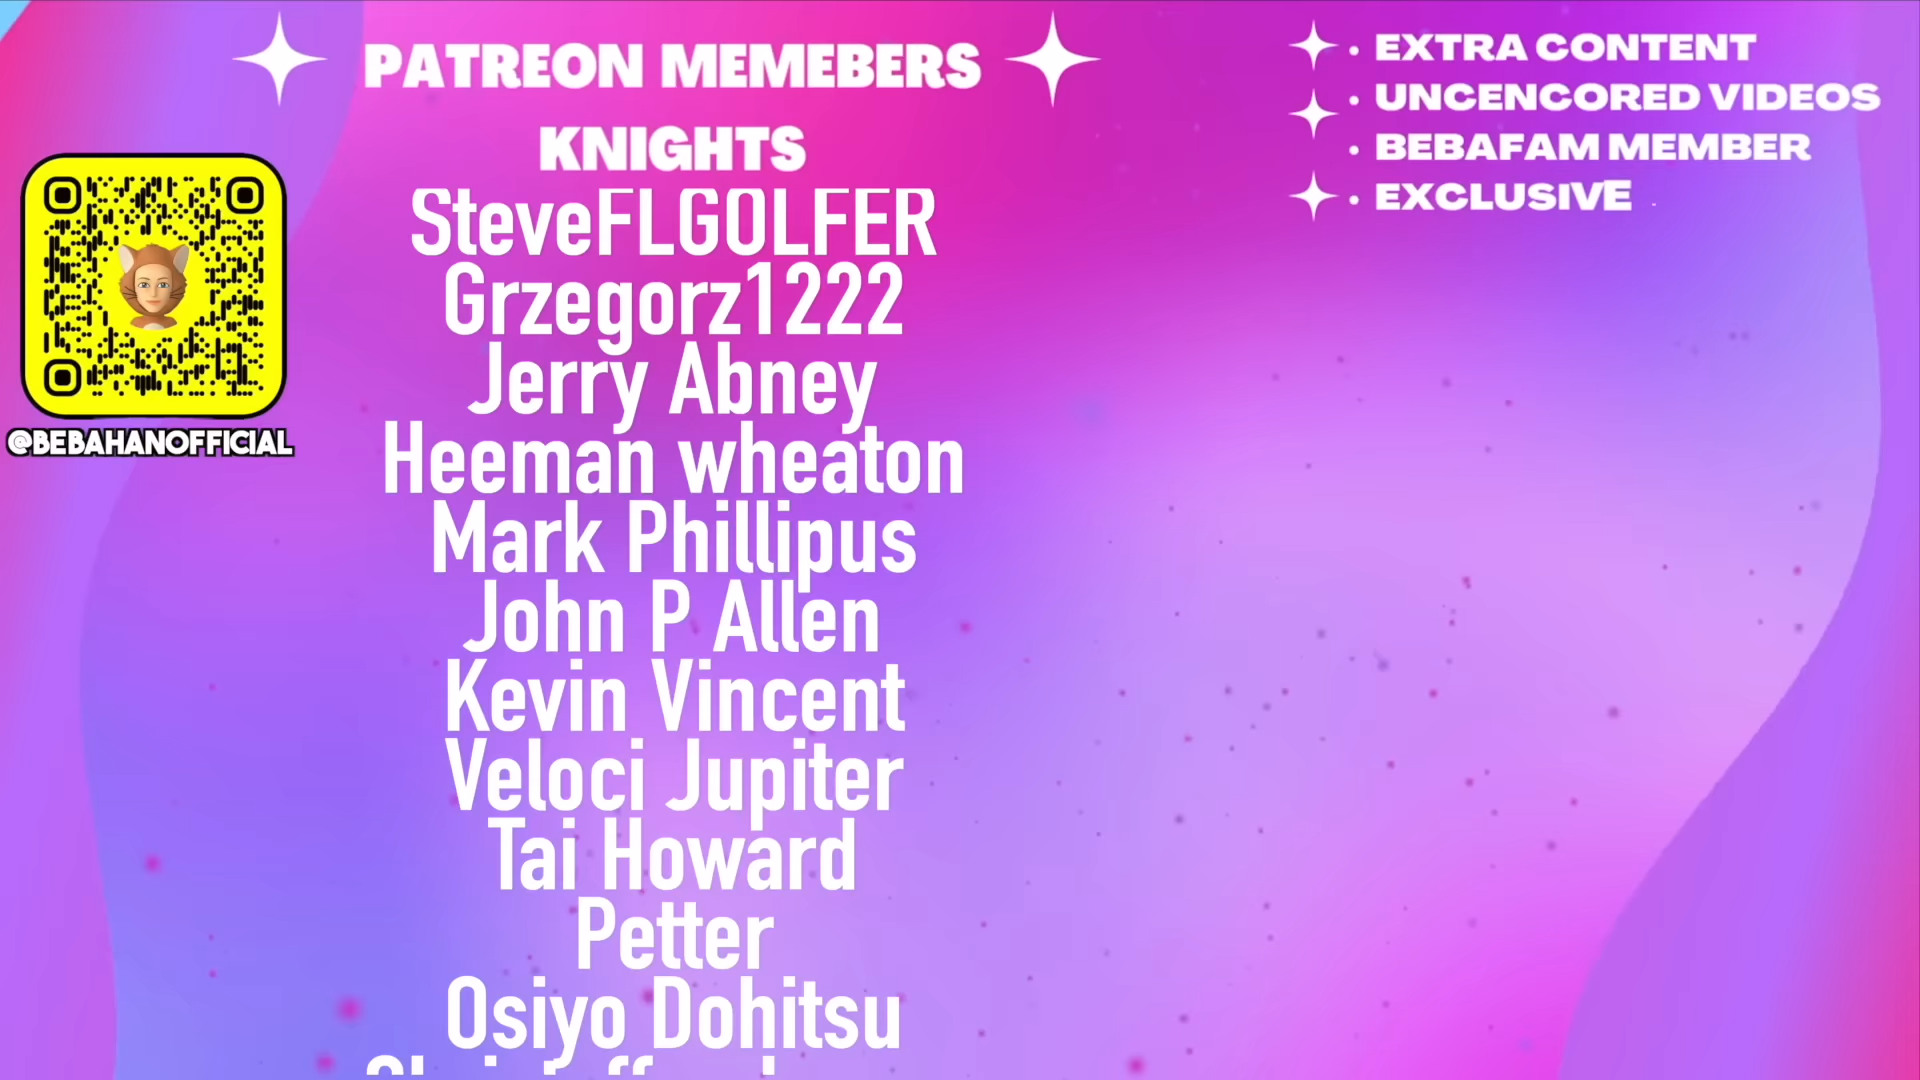 PATREON MEMEBERS
KNIGHTS
SteveFLGOLFER
Grzegorz1222
Jerry Abney
Heeman wheaton
Mark Phillipus
John P Allen
Kevin Vincent
Veloci Jupiter
Tai Howard
Petter
Osiyo Dohitsu
@BEBAHANOFFICIAL
• EXTRA CONTENT
• UNCENCORED VIDEOS
• BEBAFAM MEMBER
• EXCLUSIVE